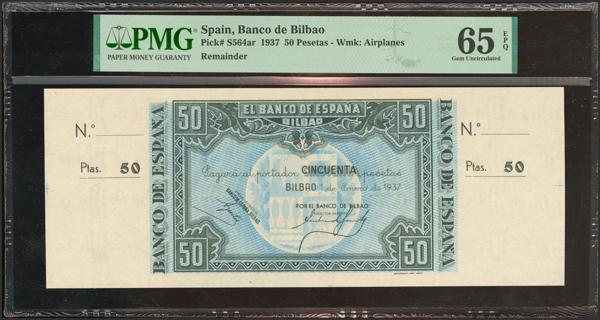 PMG
PAPER MONEY GUARANTY
Spain, Banco de Bilbao
Pick# S564ar 1937 50 Pesetas - Wmk: Airplanes
Remainder
65 EPQ
Gem Uncirculated
N.º
Ptas. 50
BANCO DE ESPAÑA
50
EL BANCO DE ESPAÑA
BILBAO
50
Pagará al portador CINCUENTA pesetas
BILBAO 1 de Enero de 1937
POR EL BANCO DE BILBAO
50
50
BANCO DE ESPAÑA
N.º
Ptas. 50